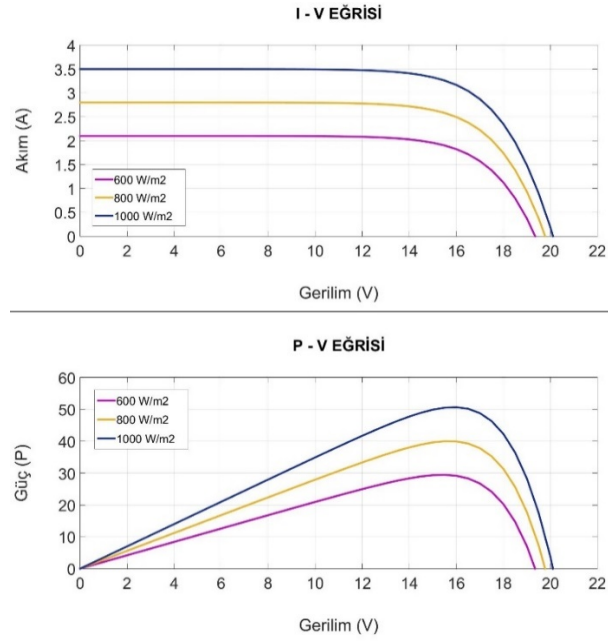 I - V EĞRİSİ
4
3.5
3
2.5
2
1.5
1
0.5
0
Akım (A)
600 W/m2
800 W/m2
1000 W/m2
0 2 4 6 8 10 12 14 16 18 20 22
Gerilim (V)
P - V EĞRİSİ
60
50
40
30
20
10
0
Güç (P)
600 W/m2
800 W/m2
1000 W/m2
0 2 4 6 8 10 12 14 16 18 20 22
Gerilim (V)